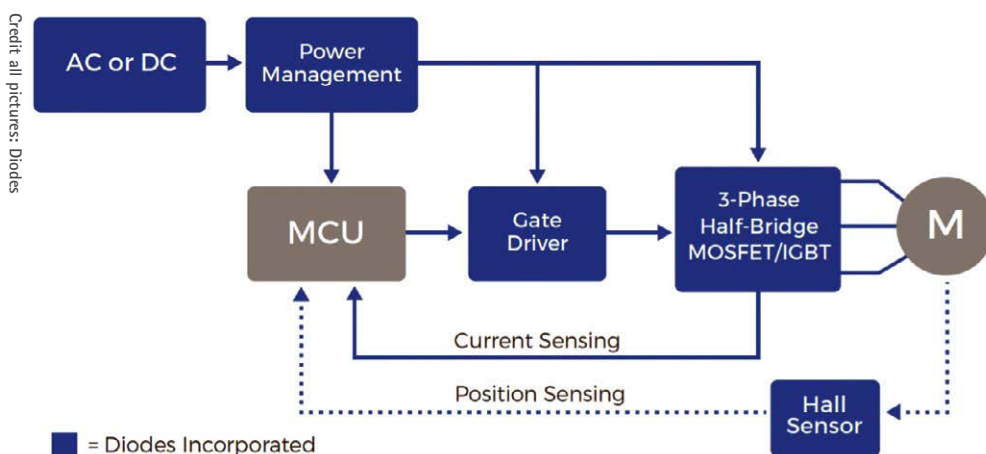 Credit all pictures: Diodes
AC or DC
Power
Management
MCU
Gate
Driver
3-Phase
Half-Bridge
MOSFET/IGBT
M
Current Sensing
Position Sensing
Hall
Sensor
= Diodes Incorporated